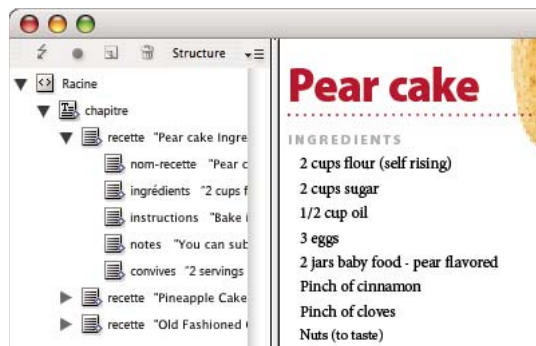 Structure
Racine
chapitre
recette "Pear cake Ingre
nom-recette "Pear c
ingrédients "2 cups f
instructions "Bake i
notes "You can sub
convives "2 servings
recette "Pineapple Cake
recette "Old Fashioned
Pear cake
INGREDIENTS
2 cups flour (self rising)
2 cups sugar
1/2 cup oil
3 eggs
2 jars baby food - pear flavored
Pinch of cinnamon
Pinch of cloves
Nuts (to taste)